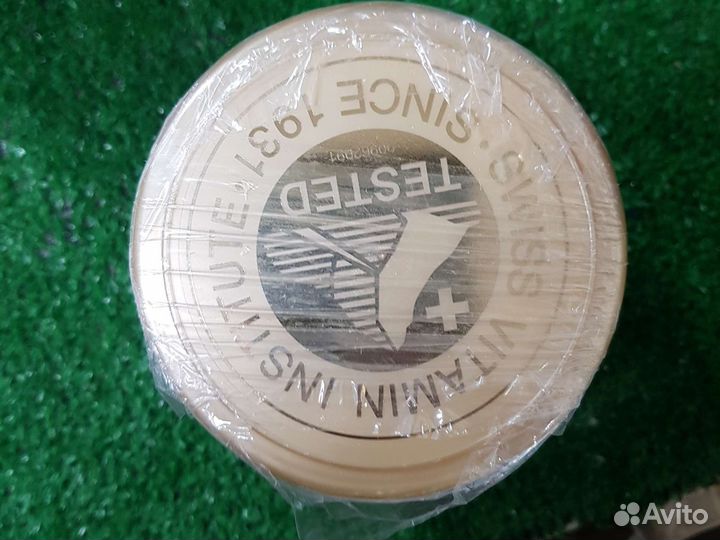 SWISS VITAMIN INSTITUTE • SINCE 1931 •
TESTED
Avito